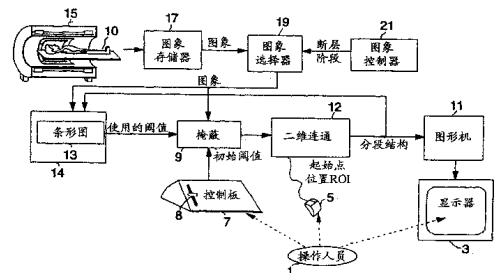 15
10
17
图象
存储器
图象
19
图象
选择器
断层
阶段
21
图象
控制器
图象
条形图
13
14
使用的阈值
掩蔽
9
初始阈值
12
二维连通
起始点
位置ROI
分段结构
11
图形机
控制板
8
7
5
显示器
3
操作人员
1